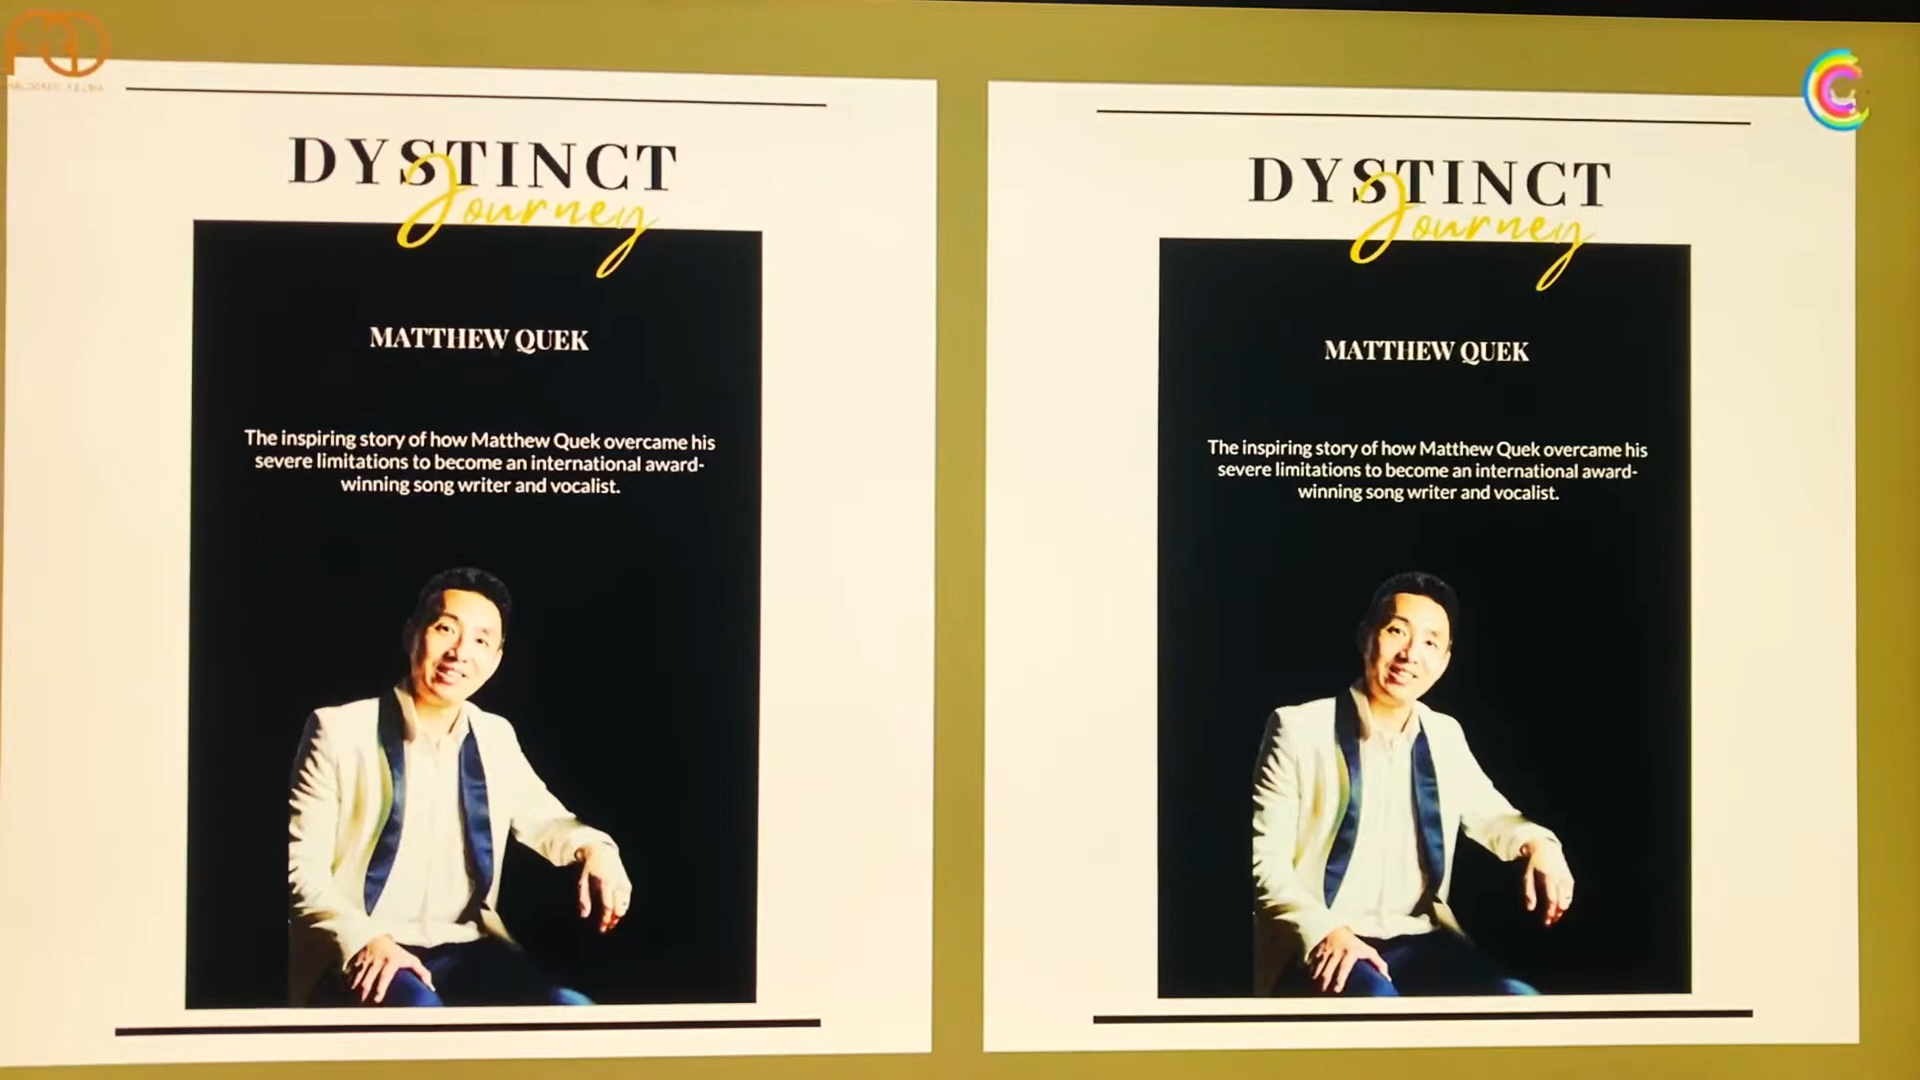 DYSTINCT
Journey
MATTHEW QUEK
The inspiring story of how Matthew Quek overcame his
severe limitations to become an international award-
winning song writer and vocalist.
DYSTINCT
Journey
MATTHEW QUEK
The inspiring story of how Matthew Quek overcame his
severe limitations to become an international award-
winning song writer and vocalist.